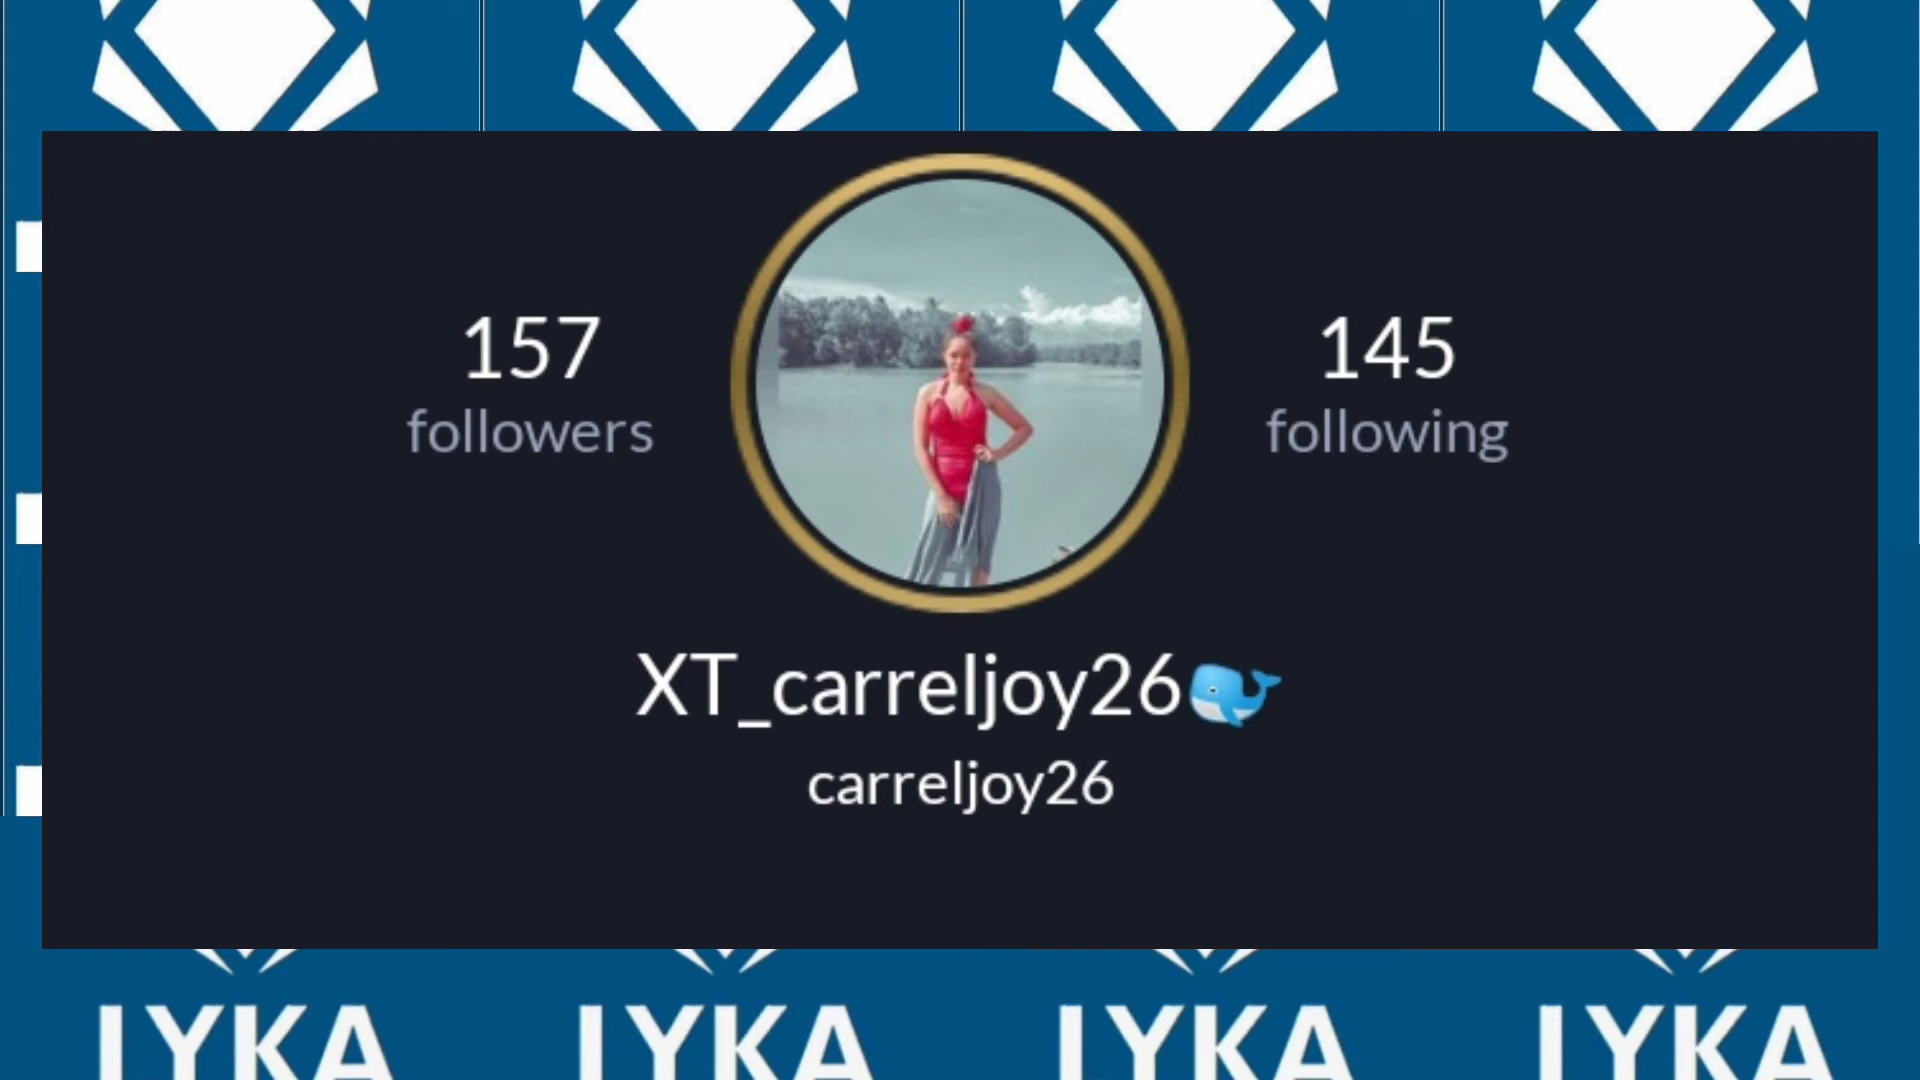 157
followers
145
following
XT_carreljoy26🐳
carreljoy26
LYKA LYKA LYKA LYKA